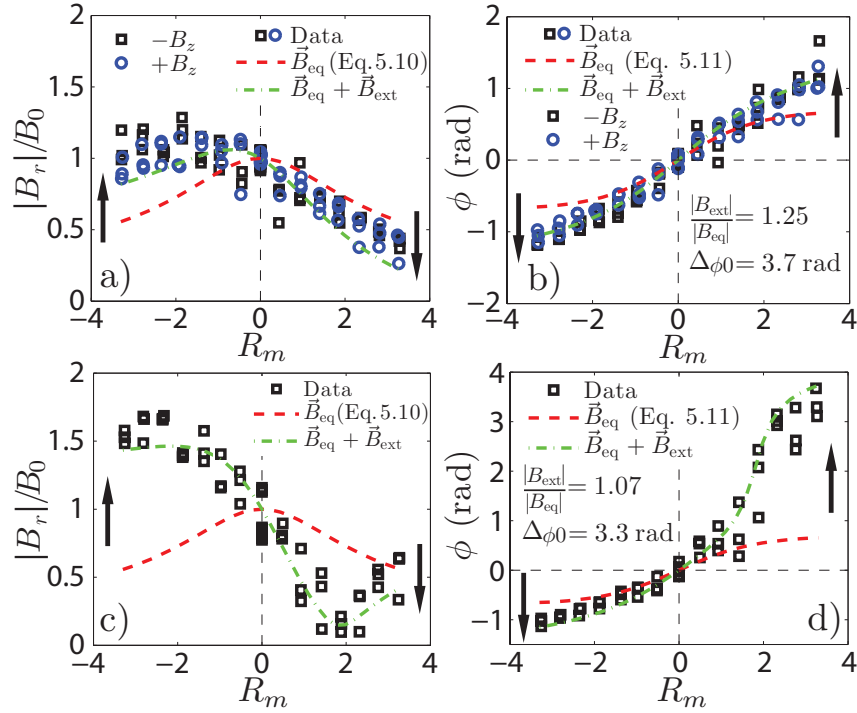 −B_z
+B_z
Data
B⃗_eq (Eq.5.10)
B⃗_eq + B⃗_ext
2
1.5
1
0.5
0
|B_r|/B_0
a)
−4 −2 0 2 4
R_m
Data
B⃗_eq (Eq. 5.11)
B⃗_eq + B⃗_ext
−B_z
+B_z
2
1
0
−1
−2
ϕ (rad)
|B_ext|/|B_eq| = 1.25
Δ_ϕ0 = 3.7 rad
b)
−4 −2 0 2 4
R_m
Data
B⃗_eq (Eq.5.10)
B⃗_eq + B⃗_ext
2
1.5
1
0.5
0
|B_r|/B_0
c)
−4 −2 0 2 4
R_m
Data
B⃗_eq (Eq. 5.11)
B⃗_eq + B⃗_ext
4
3
2
1
0
−1
ϕ (rad)
|B_ext|/|B_eq| = 1.07
Δ_ϕ0 = 3.3 rad
d)
−4 −2 0 2 4
R_m